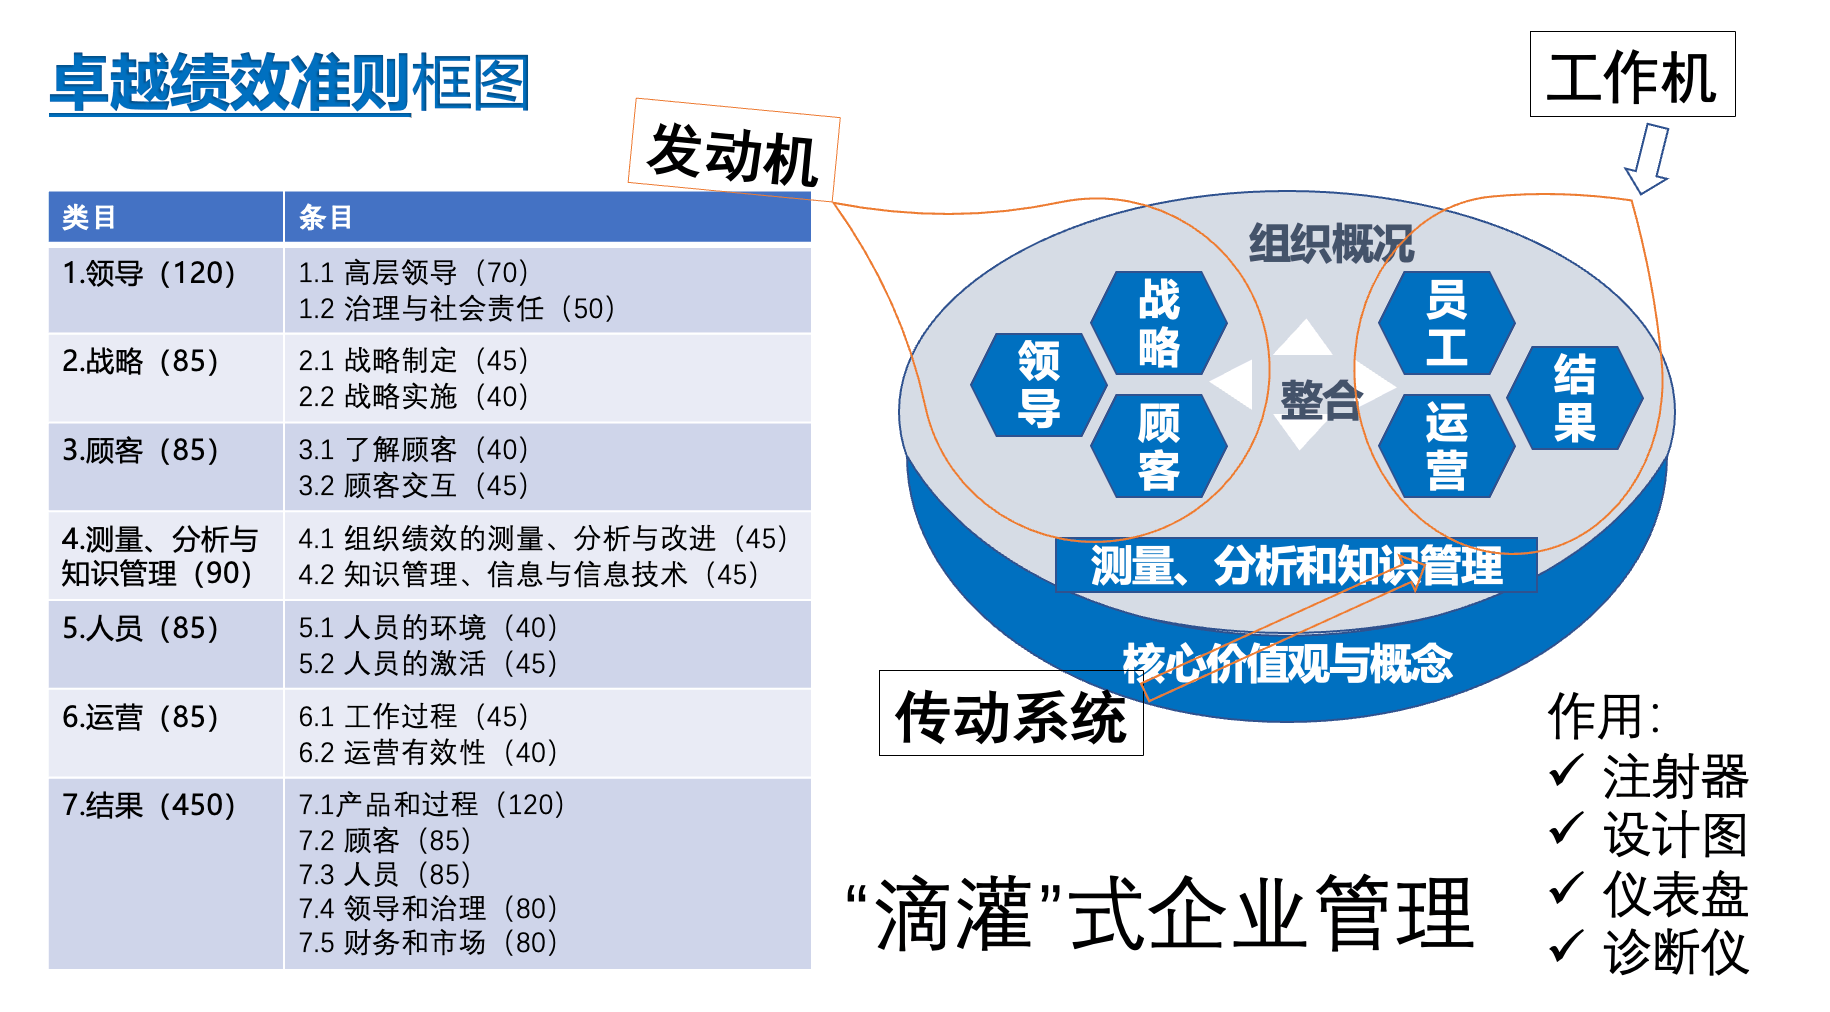 卓越绩效准则框图
工作机
发动机
类目
条目
1.领导（120）
1.1 高层领导（70）
1.2 治理与社会责任（50）
2.战略（85）
2.1 战略制定（45）
2.2 战略实施（40）
3.顾客（85）
3.1 了解顾客（40）
3.2 顾客交互（45）
4.测量、分析与
知识管理（90）
4.1 组织绩效的测量、分析与改进（45）
4.2 知识管理、信息与信息技术（45）
5.人员（85）
5.1 人员的环境（40）
5.2 人员的激活（45）
6.运营（85）
6.1 工作过程（45）
6.2 运营有效性（40）
7.结果（450）
7.1产品和过程（120）
7.2 顾客（85）
7.3 人员（85）
7.4 领导和治理（80）
7.5 财务和市场（80）
组织概况
战
略
领
导
顾
客
整合
员
工
运
营
结
果
测量、分析和知识管理
核心价值观与概念
传动系统
“滴灌”式企业管理
作用：
✓ 注射器
✓ 设计图
✓ 仪表盘
✓ 诊断仪